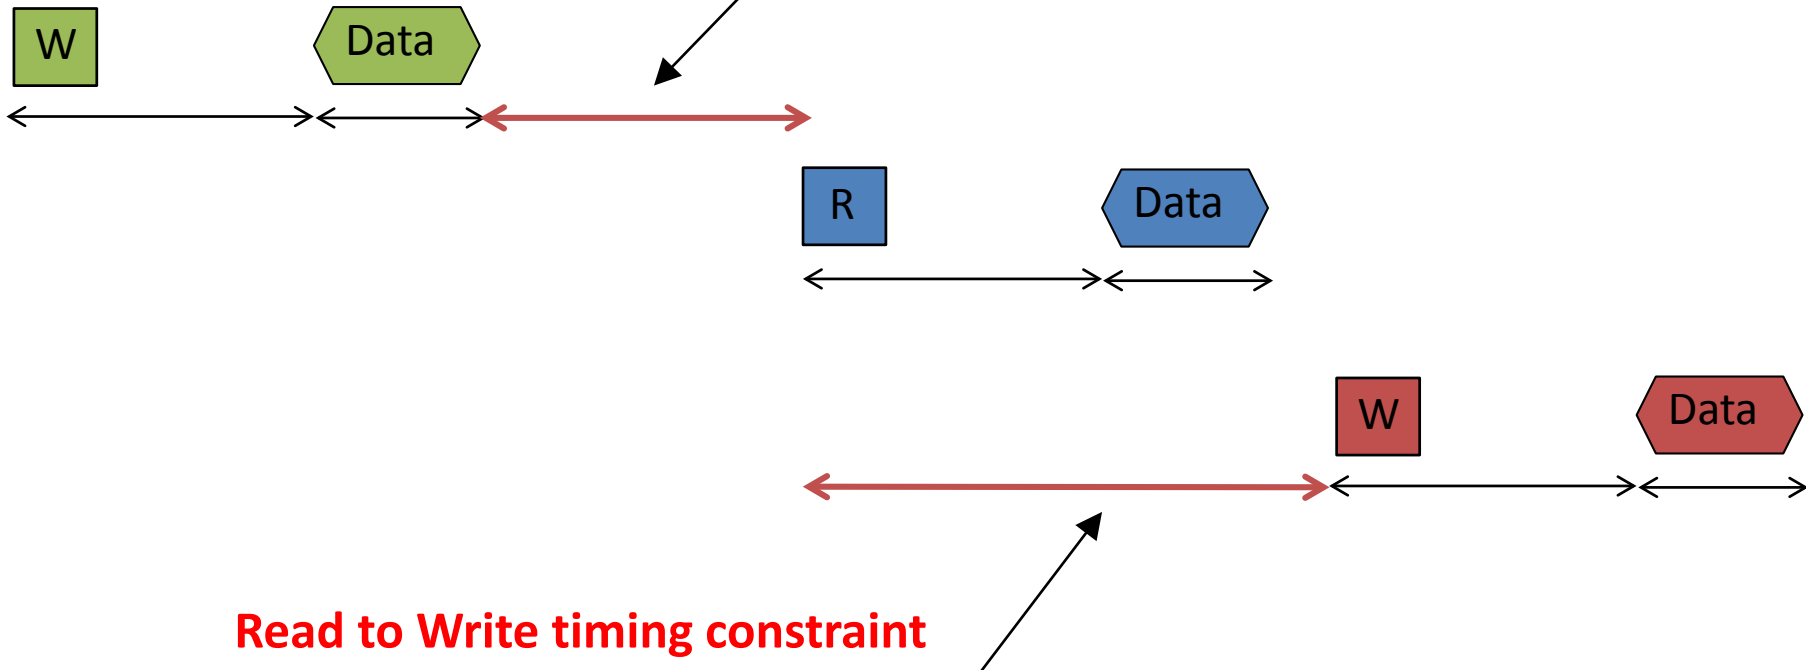 W
Data
R
Data
W
Data
Read to Write timing constraint